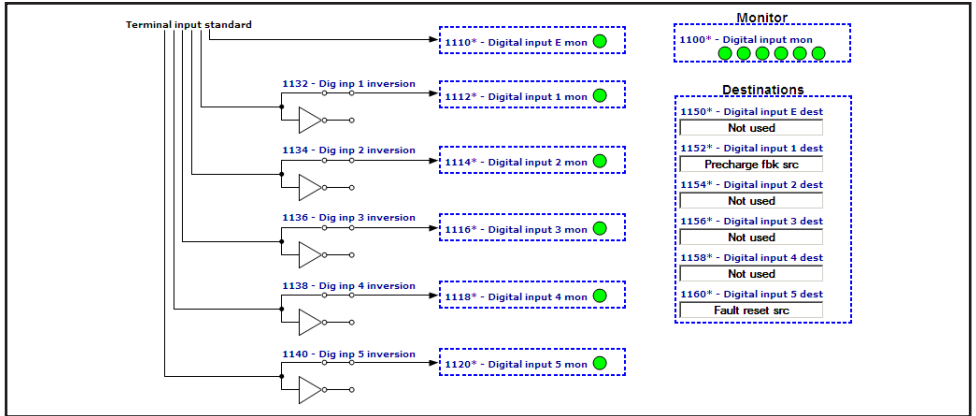 Terminal input standard
1110* - Digital input E mon
1132 - Dig inp 1 inversion
1112* - Digital input 1 mon
1134 - Dig inp 2 inversion
1114* - Digital input 2 mon
1136 - Dig inp 3 inversion
1116* - Digital input 3 mon
1138 - Dig inp 4 inversion
1118* - Digital input 4 mon
1140 - Dig inp 5 inversion
1120* - Digital input 5 mon
Monitor
1100* - Digital input mon
Destinations
1150* - Digital input E dest
Not used
1152* - Digital input 1 dest
Precharge fbk src
1154* - Digital input 2 dest
Not used
1156* - Digital input 3 dest
Not used
1158* - Digital input 4 dest
Not used
1160* - Digital input 5 dest
Fault reset src